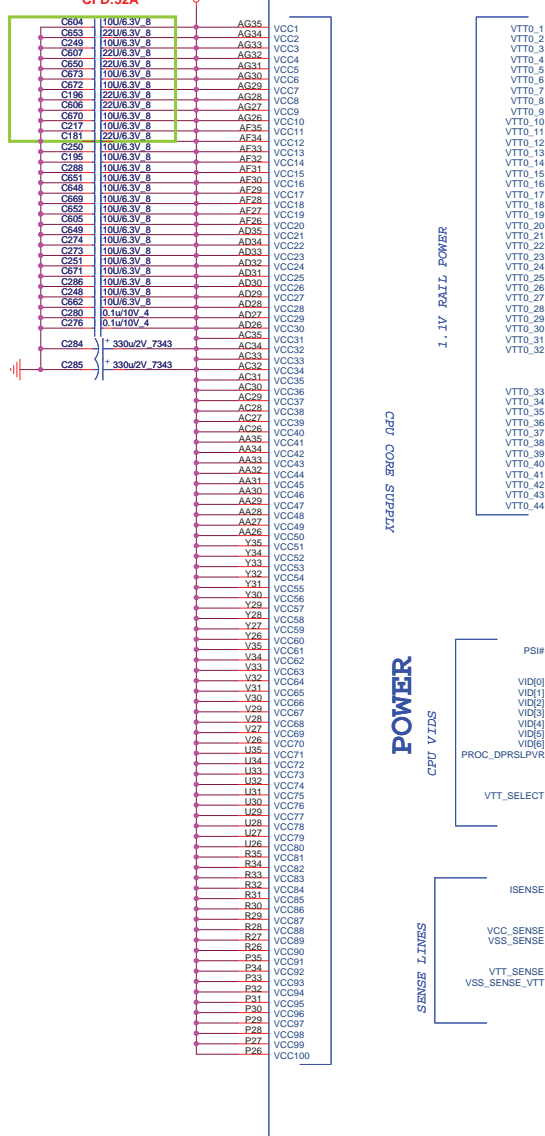 CFD:52A
C604 10U/6.3V_8
C653 22U/6.3V_8
C249 10U/6.3V_8
C607 22U/6.3V_8
C650 22U/6.3V_8
C673 10U/6.3V_8
C672 10U/6.3V_8
C196 22U/6.3V_8
C606 22U/6.3V_8
C670 10U/6.3V_8
C217 10U/6.3V_8
C181 22U/6.3V_8
C250 10U/6.3V_8
C195 10U/6.3V_8
C288 10U/6.3V_8
C651 10U/6.3V_8
C648 10U/6.3V_8
C669 10U/6.3V_8
C652 10U/6.3V_8
C605 10U/6.3V_8
C649 10U/6.3V_8
C274 10U/6.3V_8
C273 10U/6.3V_8
C251 10U/6.3V_8
C671 10U/6.3V_8
C286 10U/6.3V_8
C248 10U/6.3V_8
C662 10U/6.3V_8
C280 0.1u/10V_4
C276 0.1u/10V_4
C284 + 330u/2V_7343
C285 + 330u/2V_7343
AG35 VCC1
AG34 VCC2
AG33 VCC3
AG32 VCC4
AG31 VCC5
AG30 VCC6
AG29 VCC7
AG28 VCC8
AG27 VCC9
AG26 VCC10
AF35 VCC11
AF34 VCC12
AF33 VCC13
AF32 VCC14
AF31 VCC15
AF30 VCC16
AF29 VCC17
AF28 VCC18
AF27 VCC19
AF26 VCC20
AD35 VCC21
AD34 VCC22
AD33 VCC23
AD32 VCC24
AD31 VCC25
AD30 VCC26
AD29 VCC27
AD28 VCC28
AD27 VCC29
AD26 VCC30
AC35 VCC31
AC34 VCC32
AC33 VCC33
AC32 VCC34
AC31 VCC35
AC30 VCC36
AC29 VCC37
AC28 VCC38
AC27 VCC39
AC26 VCC40
AA35 VCC41
AA34 VCC42
AA33 VCC43
AA32 VCC44
AA31 VCC45
AA30 VCC46
AA29 VCC47
AA28 VCC48
AA27 VCC49
AA26 VCC50
Y35 VCC51
Y34 VCC52
Y33 VCC53
Y32 VCC54
Y31 VCC55
Y30 VCC56
Y29 VCC57
Y28 VCC58
Y27 VCC59
Y26 VCC60
V35 VCC61
V34 VCC62
V33 VCC63
V32 VCC64
V31 VCC65
V30 VCC66
V29 VCC67
V28 VCC68
V27 VCC69
V26 VCC70
U35 VCC71
U34 VCC72
U33 VCC73
U32 VCC74
U31 VCC75
U30 VCC76
U29 VCC77
U28 VCC78
U27 VCC79
U26 VCC80
R35 VCC81
R34 VCC82
R33 VCC83
R32 VCC84
R31 VCC85
R30 VCC86
R29 VCC87
R28 VCC88
R27 VCC89
R26 VCC90
P35 VCC91
P34 VCC92
P33 VCC93
P32 VCC94
P31 VCC95
P30 VCC96
P29 VCC97
P28 VCC98
P27 VCC99
P26 VCC100
CPU CORE SUPPLY
1.1V RAIL POWER
VTT0_1
VTT0_2
VTT0_3
VTT0_4
VTT0_5
VTT0_6
VTT0_7
VTT0_8
VTT0_9
VTT0_10
VTT0_11
VTT0_12
VTT0_13
VTT0_14
VTT0_15
VTT0_16
VTT0_17
VTT0_18
VTT0_19
VTT0_20
VTT0_21
VTT0_22
VTT0_23
VTT0_24
VTT0_25
VTT0_26
VTT0_27
VTT0_28
VTT0_29
VTT0_30
VTT0_31
VTT0_32
VTT0_33
VTT0_34
VTT0_35
VTT0_36
VTT0_37
VTT0_38
VTT0_39
VTT0_40
VTT0_41
VTT0_42
VTT0_43
VTT0_44
POWER
CPU VIDS
PSI#
VID[0]
VID[1]
VID[2]
VID[3]
VID[4]
VID[5]
VID[6]
PROC_DPRSLPVR
VTT_SELECT
SENSE LINES
ISENSE
VCC_SENSE
VSS_SENSE
VTT_SENSE
VSS_SENSE_VTT